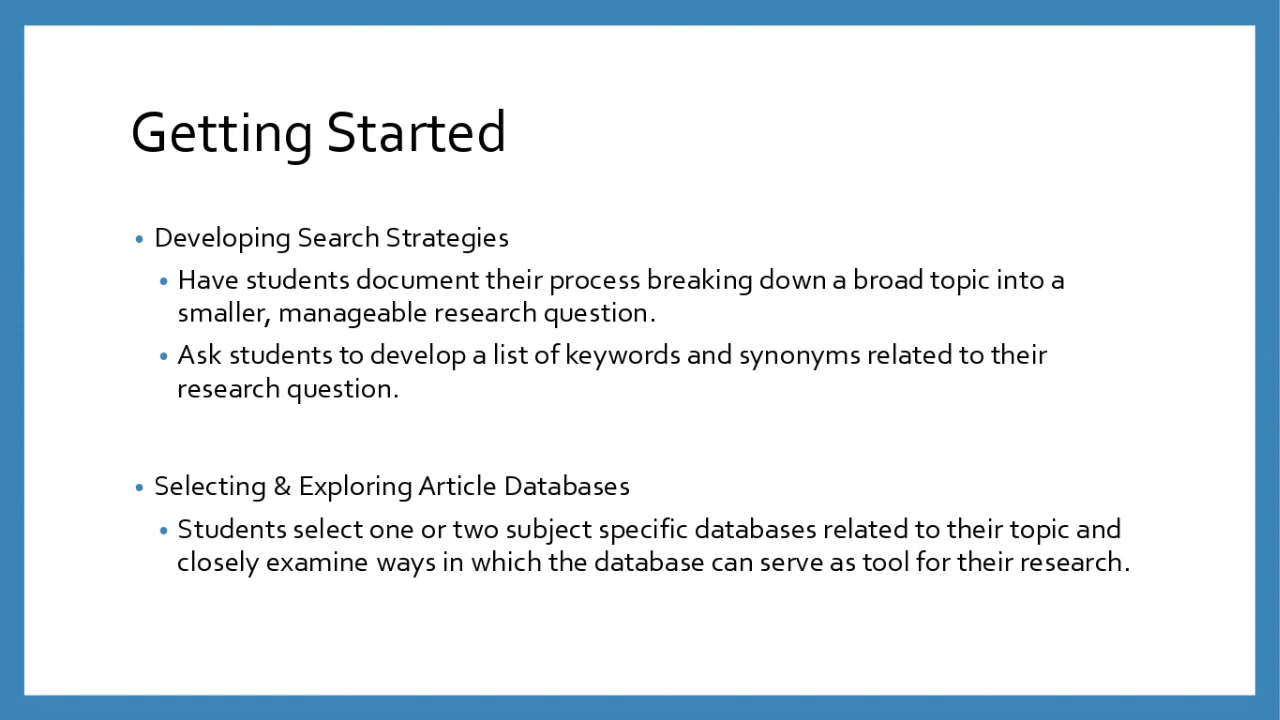 Getting Started
• Developing Search Strategies
• Have students document their process breaking down a broad topic into a
smaller, manageable research question.
• Ask students to develop a list of keywords and synonyms related to their
research question.
• Selecting & Exploring Article Databases
• Students select one or two subject specific databases related to their topic and
closely examine ways in which the database can serve as tool for their research.